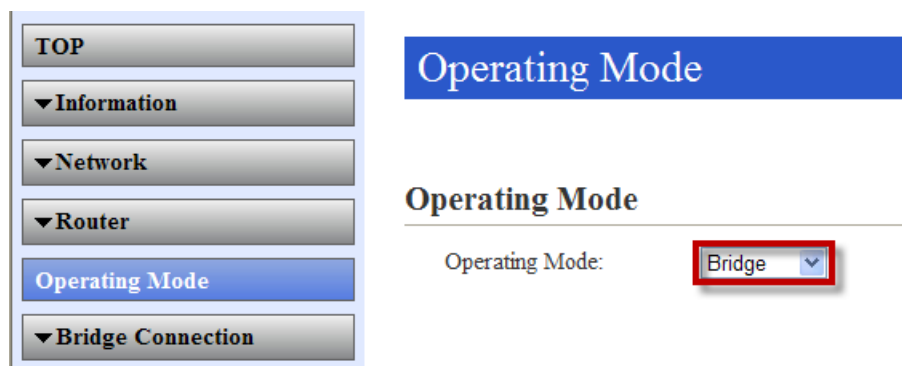 TOP
Information
Network
Router
Operating Mode
Bridge Connection
Operating Mode
Operating Mode
Operating Mode:
Bridge